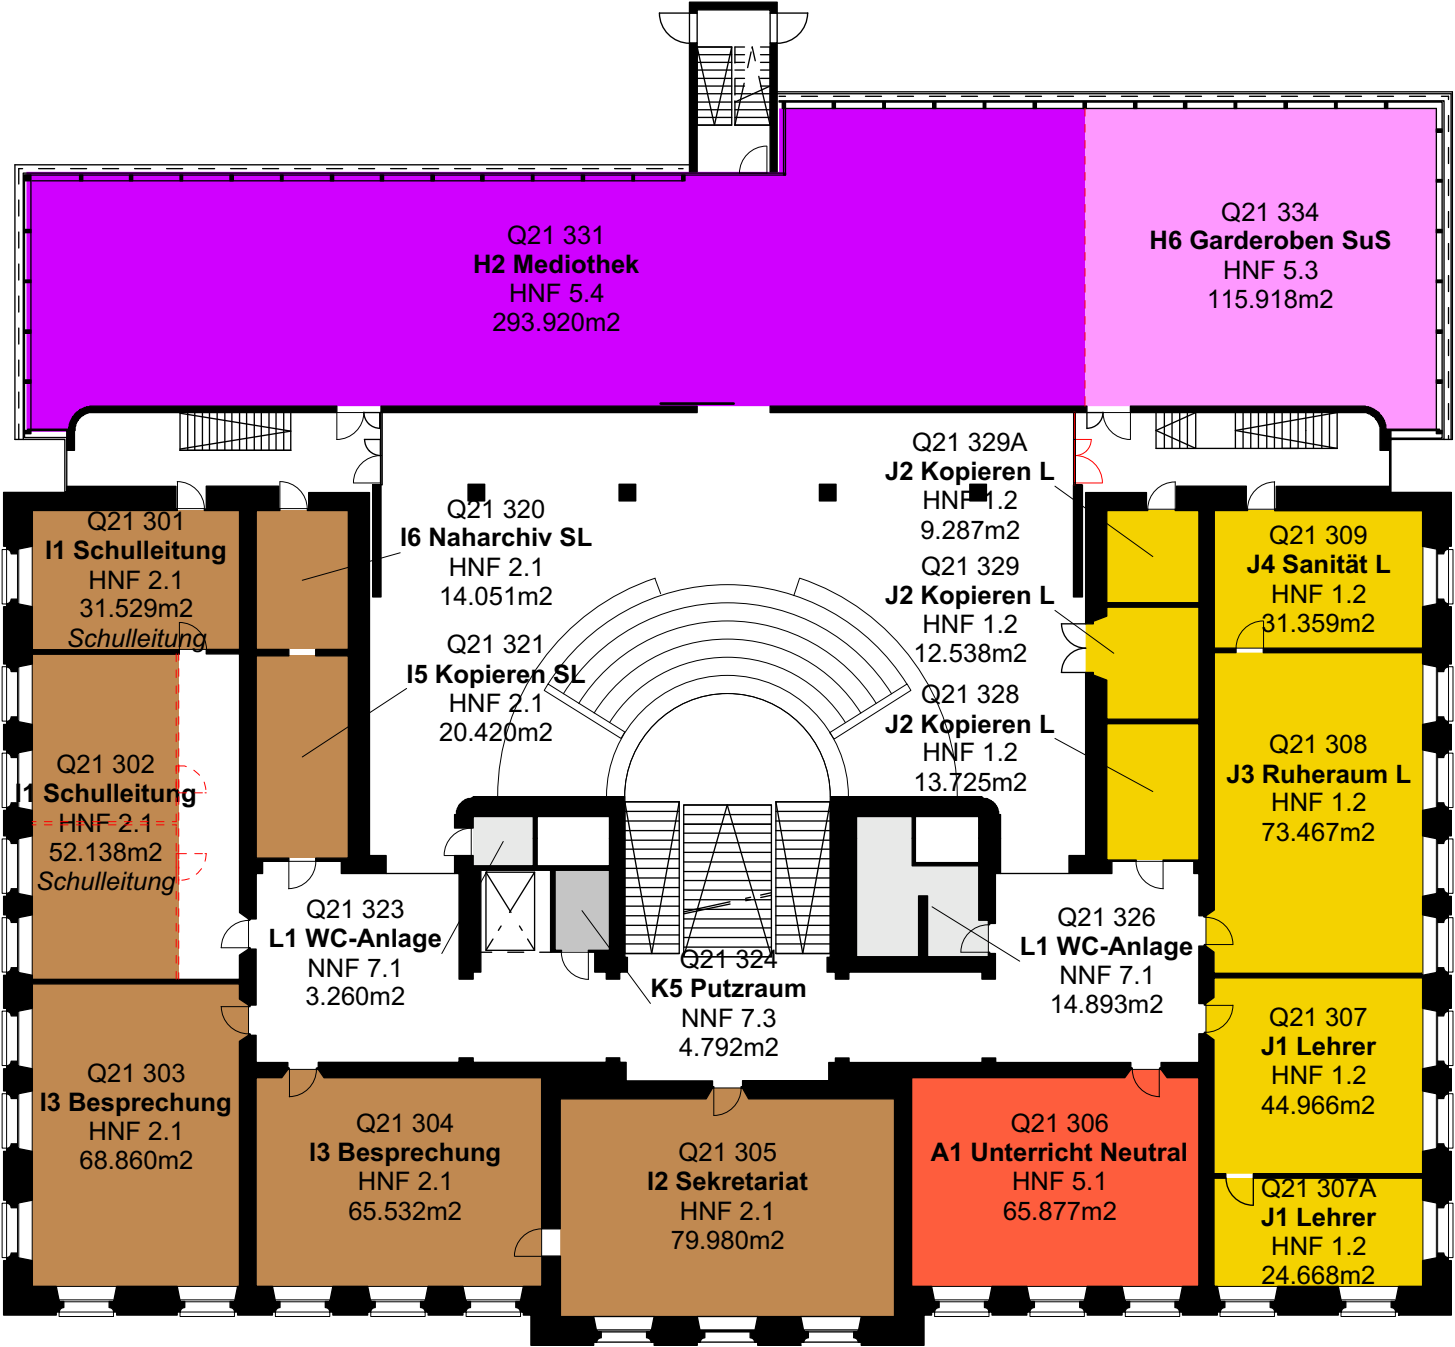 Q21 331
H2 Mediothek
HNF 5.4
293.920m2
Q21 334
H6 Garderoben SuS
HNF 5.3
115.918m2
Q21 329A
J2 Kopieren L
HNF 1.2
9.287m2
Q21 301
I1 Schulleitung
HNF 2.1
31.529m2
Schulleitung
Q21 320
I6 Naharchiv SL
HNF 2.1
14.051m2
Q21 329
J2 Kopieren L
HNF 1.2
12.538m2
Q21 309
J4 Sanität L
HNF 1.2
31.359m2
Q21 321
I5 Kopieren SL
HNF 2.1
20.420m2
Q21 328
J2 Kopieren L
HNF 1.2
13.725m2
Q21 302
I1 Schulleitung
HNF 2.1
52.138m2
Schulleitung
Q21 308
J3 Ruheraum L
HNF 1.2
73.467m2
Q21 323
L1 WC-Anlage
NNF 7.1
3.260m2
Q21 324
K5 Putzraum
NNF 7.3
4.792m2
Q21 326
L1 WC-Anlage
NNF 7.1
14.893m2
Q21 307
J1 Lehrer
HNF 1.2
44.966m2
Q21 303
I3 Besprechung
HNF 2.1
68.860m2
Q21 304
I3 Besprechung
HNF 2.1
65.532m2
Q21 305
I2 Sekretariat
HNF 2.1
79.980m2
Q21 306
A1 Unterricht Neutral
HNF 5.1
65.877m2
Q21 307A
J1 Lehrer
HNF 1.2
24.668m2